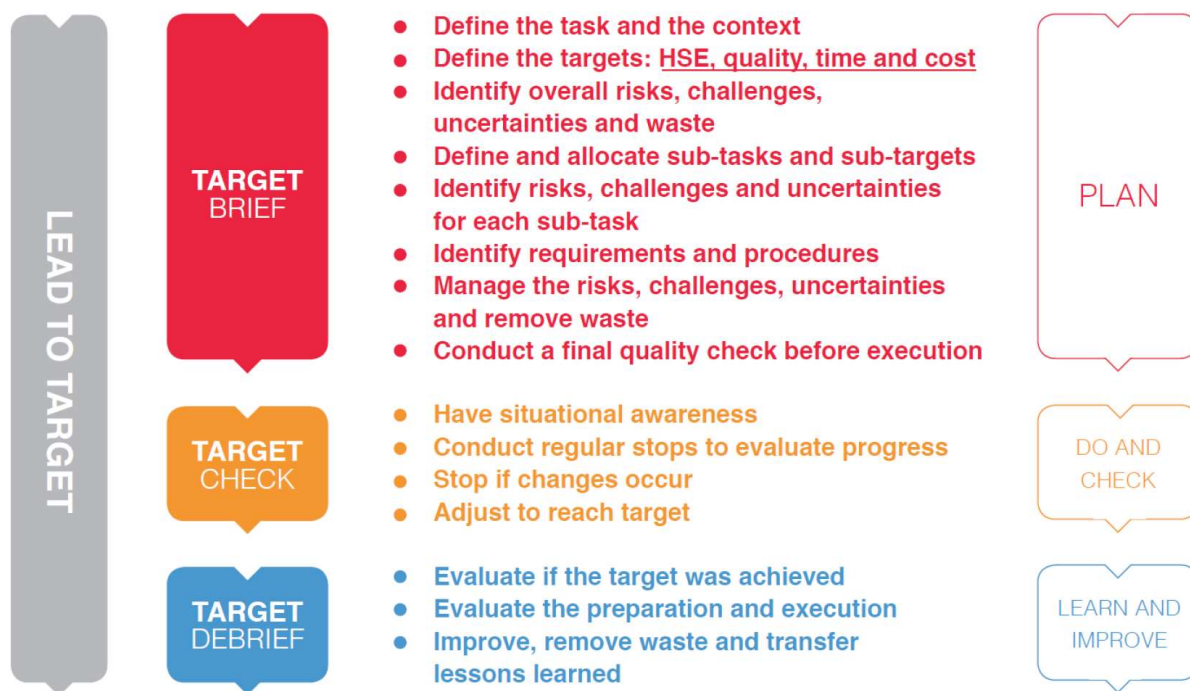 LEAD TO TARGET
TARGET
BRIEF
● Define the task and the context
● Define the targets: HSE, quality, time and cost
● Identify overall risks, challenges,
uncertainties and waste
● Define and allocate sub-tasks and sub-targets
● Identify risks, challenges and uncertainties
for each sub-task
● Identify requirements and procedures
● Manage the risks, challenges, uncertainties
and remove waste
● Conduct a final quality check before execution
PLAN
TARGET
CHECK
● Have situational awareness
● Conduct regular stops to evaluate progress
● Stop if changes occur
● Adjust to reach target
DO AND
CHECK
TARGET
DEBRIEF
● Evaluate if the target was achieved
● Evaluate the preparation and execution
● Improve, remove waste and transfer
lessons learned
LEARN AND
IMPROVE